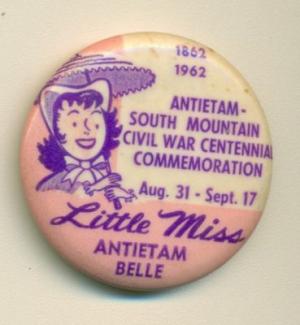 1862
1962
ANTIETAM-
SOUTH MOUNTAIN
CIVIL WAR CENTENNIAL
COMMEMORATION
Aug. 31 - Sept. 17
Little Miss
ANTIETAM
BELLE